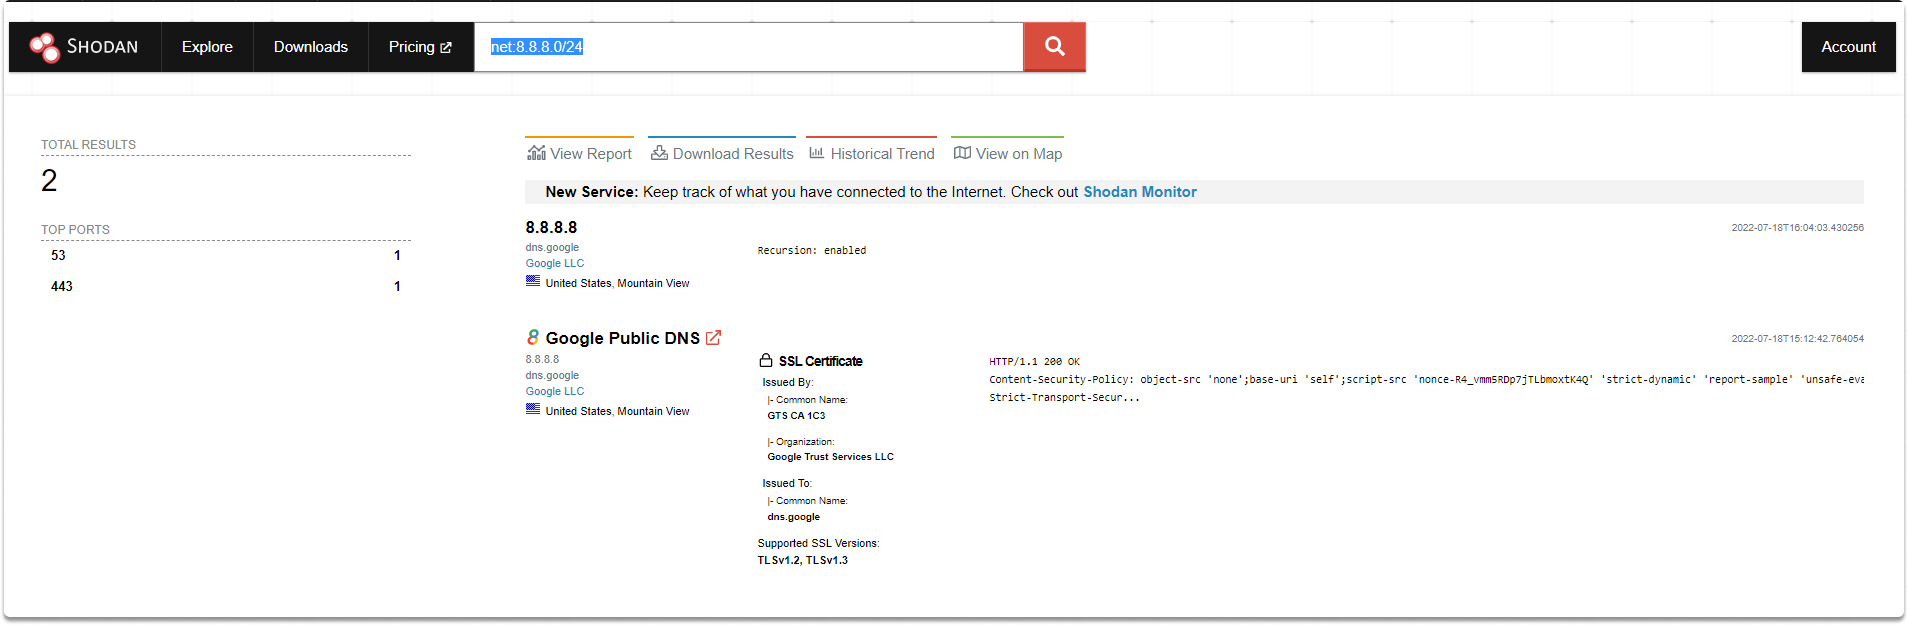 SHODAN Explore Downloads Pricing net:8.8.8.0/24 Account
TOTAL RESULTS
2
TOP PORTS
53 1
443 1
View Report Download Results Historical Trend View on Map
New Service: Keep track of what you have connected to the Internet. Check out Shodan Monitor
8.8.8.8
2022-07-18T16:04:03.430256
dns.google
Google LLC
United States, Mountain View
Recursion: enabled
Google Public DNS
2022-07-18T15:12:42.764054
8.8.8.8
dns.google
Google LLC
United States, Mountain View
SSL Certificate
Issued By:
|- Common Name:
GTS CA 1C3
|- Organization:
Google Trust Services LLC
Issued To:
|- Common Name:
dns.google
Supported SSL Versions:
TLSv1.2, TLSv1.3
HTTP/1.1 200 OK
Content-Security-Policy: object-src 'none';base-uri 'self';script-src 'nonce-R4_vmm5RDp7jTLbmoxtK4Q' 'strict-dynamic' 'report-sample' 'unsafe-eva
Strict-Transport-Secur...